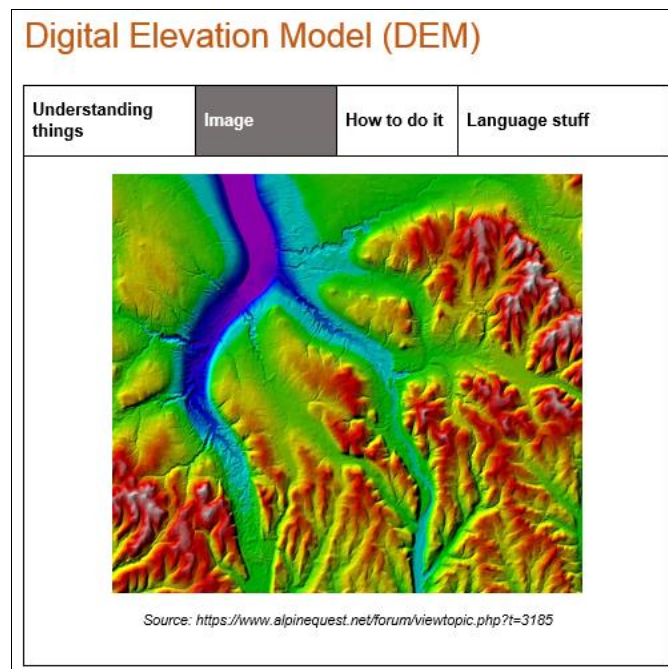 Digital Elevation Model (DEM)
Understanding
things
Image
How to do it
Language stuff
Source: https://www.alpinequest.net/forum/viewtopic.php?t=3185